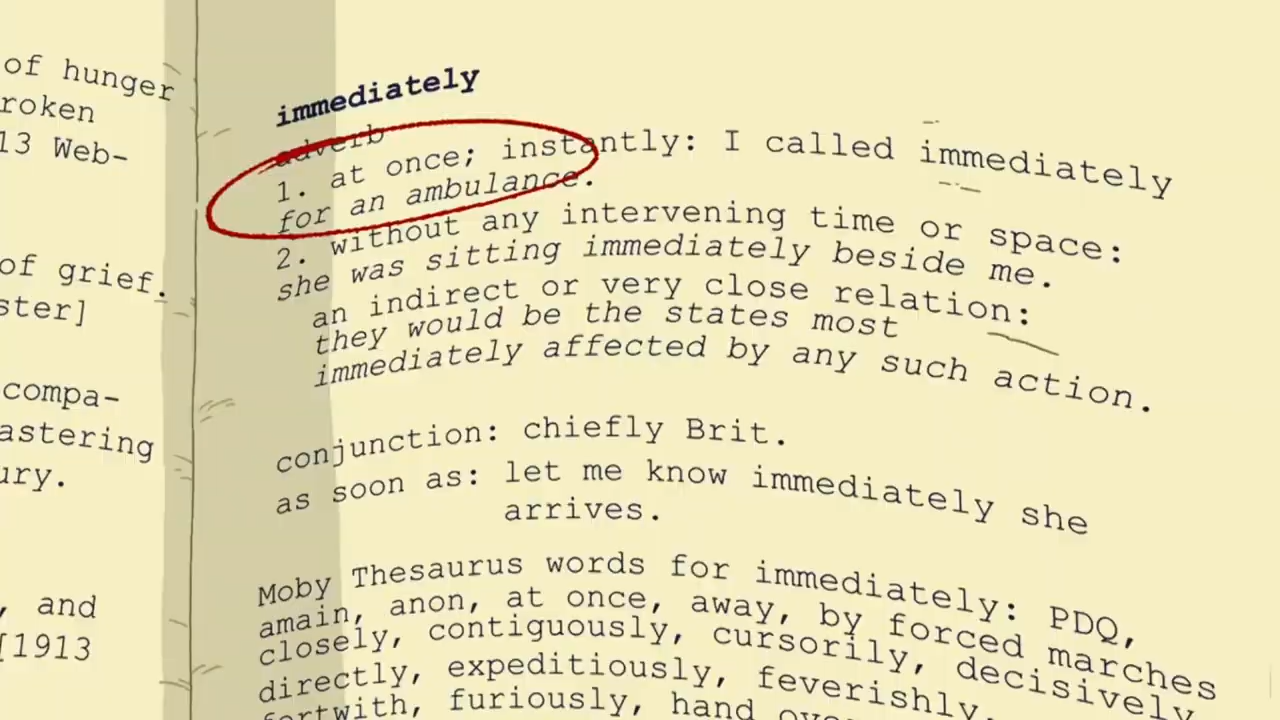 of hunger
roken
13 Web-
of grief.
ster]
compa-
astering
ury.
, and
[1913
immediately
adverb
1. at once; instantly: I called immediately
for an ambulance.
2. without any intervening time or space:
she was sitting immediately beside me.
an indirect or very close relation:
they would be the states most
immediately affected by any such action.
conjunction: chiefly Brit.
as soon as: let me know immediately she
arrives.
Moby Thesaurus words for immediately: PDQ,
amain, anon, at once, away, by forced marches
closely, contiguously, cursorily, decisively,
directly, expeditiously, feverishly,
fortwith, furiously, hand over